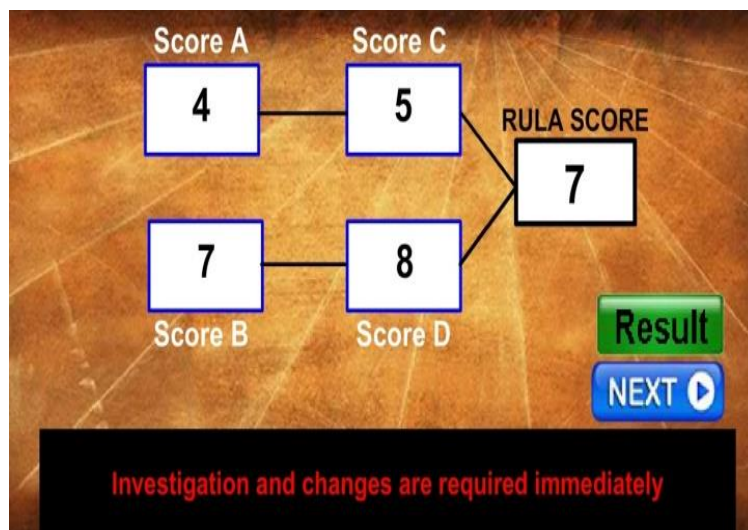 Score A
Score C
4
5
RULA SCORE
7
7
8
Score B
Score D
Result
NEXT
Investigation and changes are required immediately